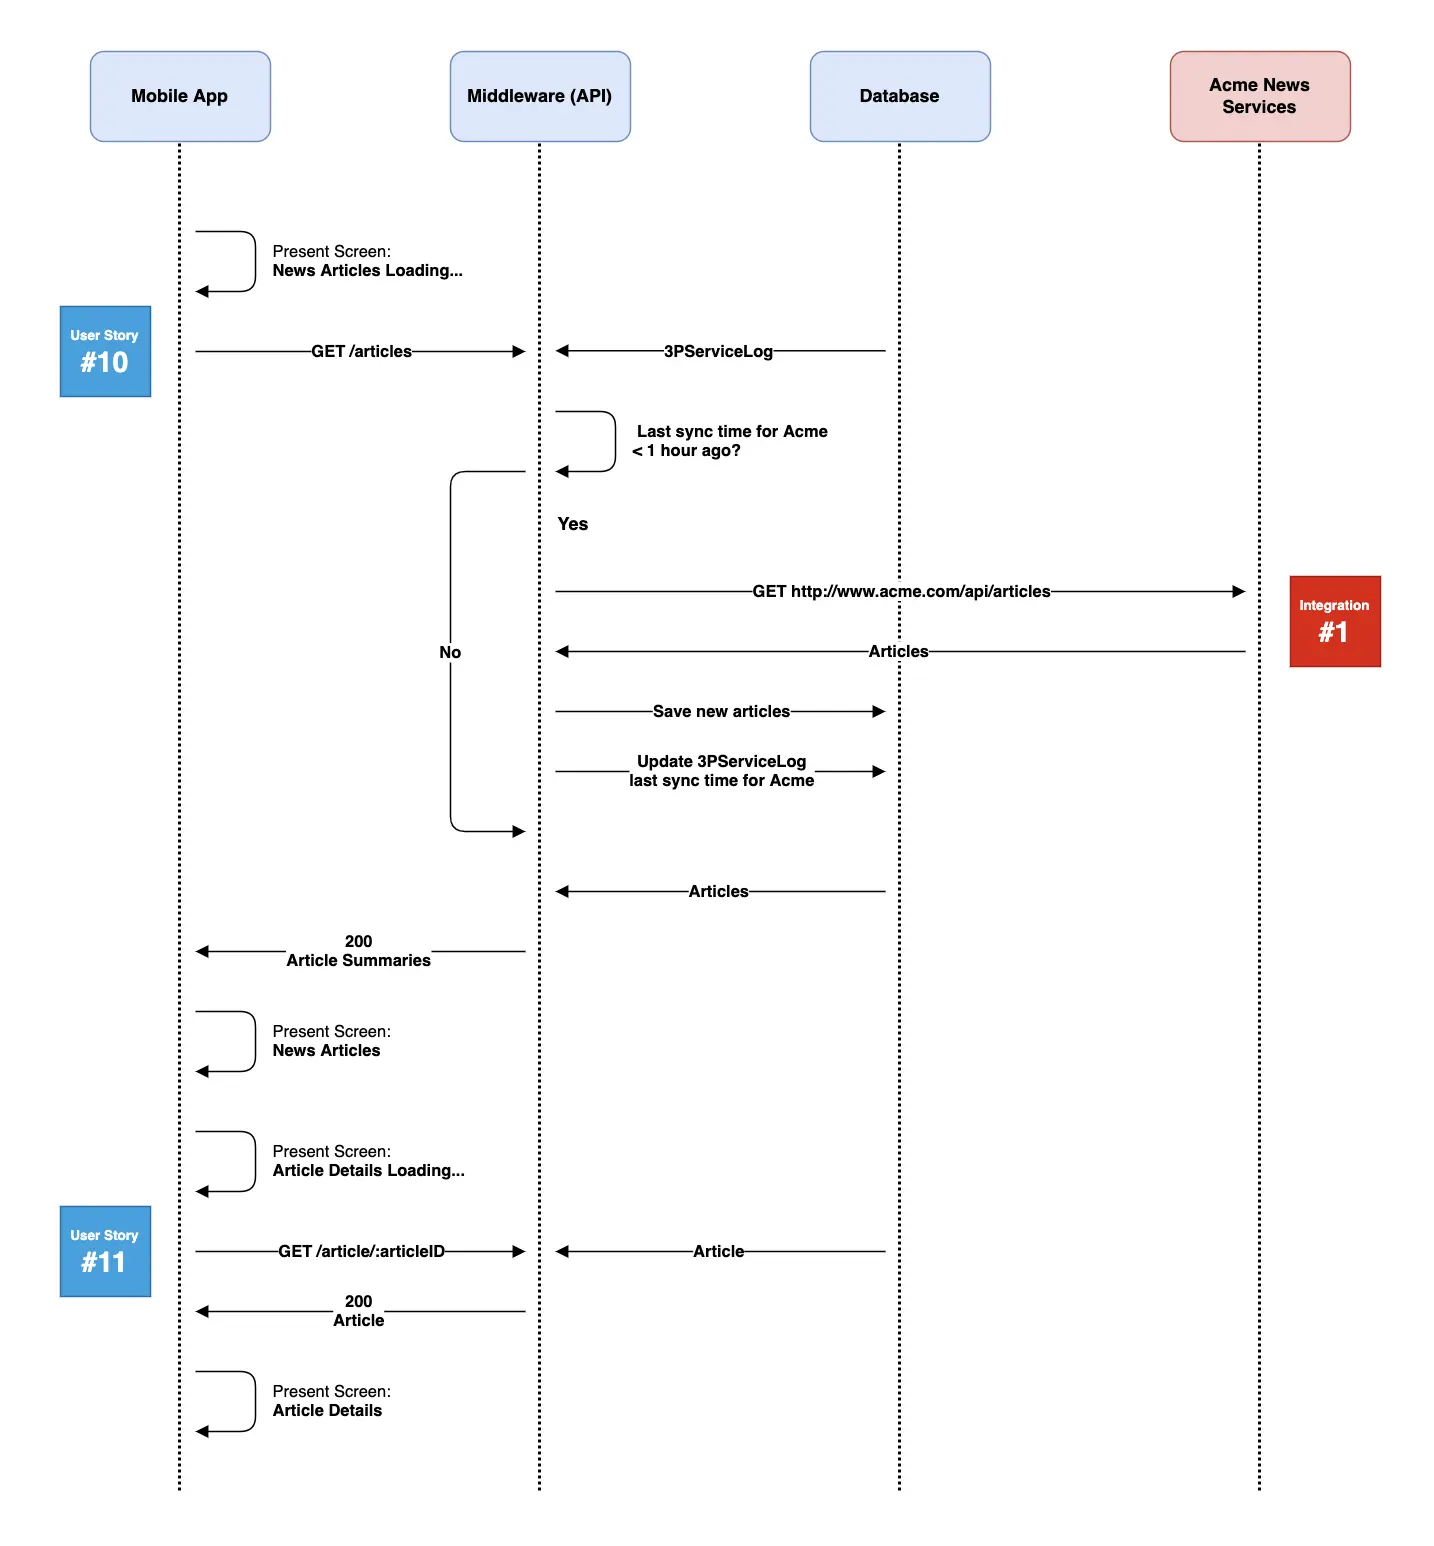 Mobile App
Middleware (API)
Database
Acme News
Services
Present Screen:
News Articles Loading...
User Story
#10
GET /articles
3PServiceLog
Last sync time for Acme
< 1 hour ago?
Yes
GET http://www.acme.com/api/articles
Integration
#1
No
Articles
Save new articles
Update 3PServiceLog
last sync time for Acme
Articles
200
Article Summaries
Present Screen:
News Articles
Present Screen:
Article Details Loading...
User Story
#11
GET /article/:articleID
Article
200
Article
Present Screen:
Article Details